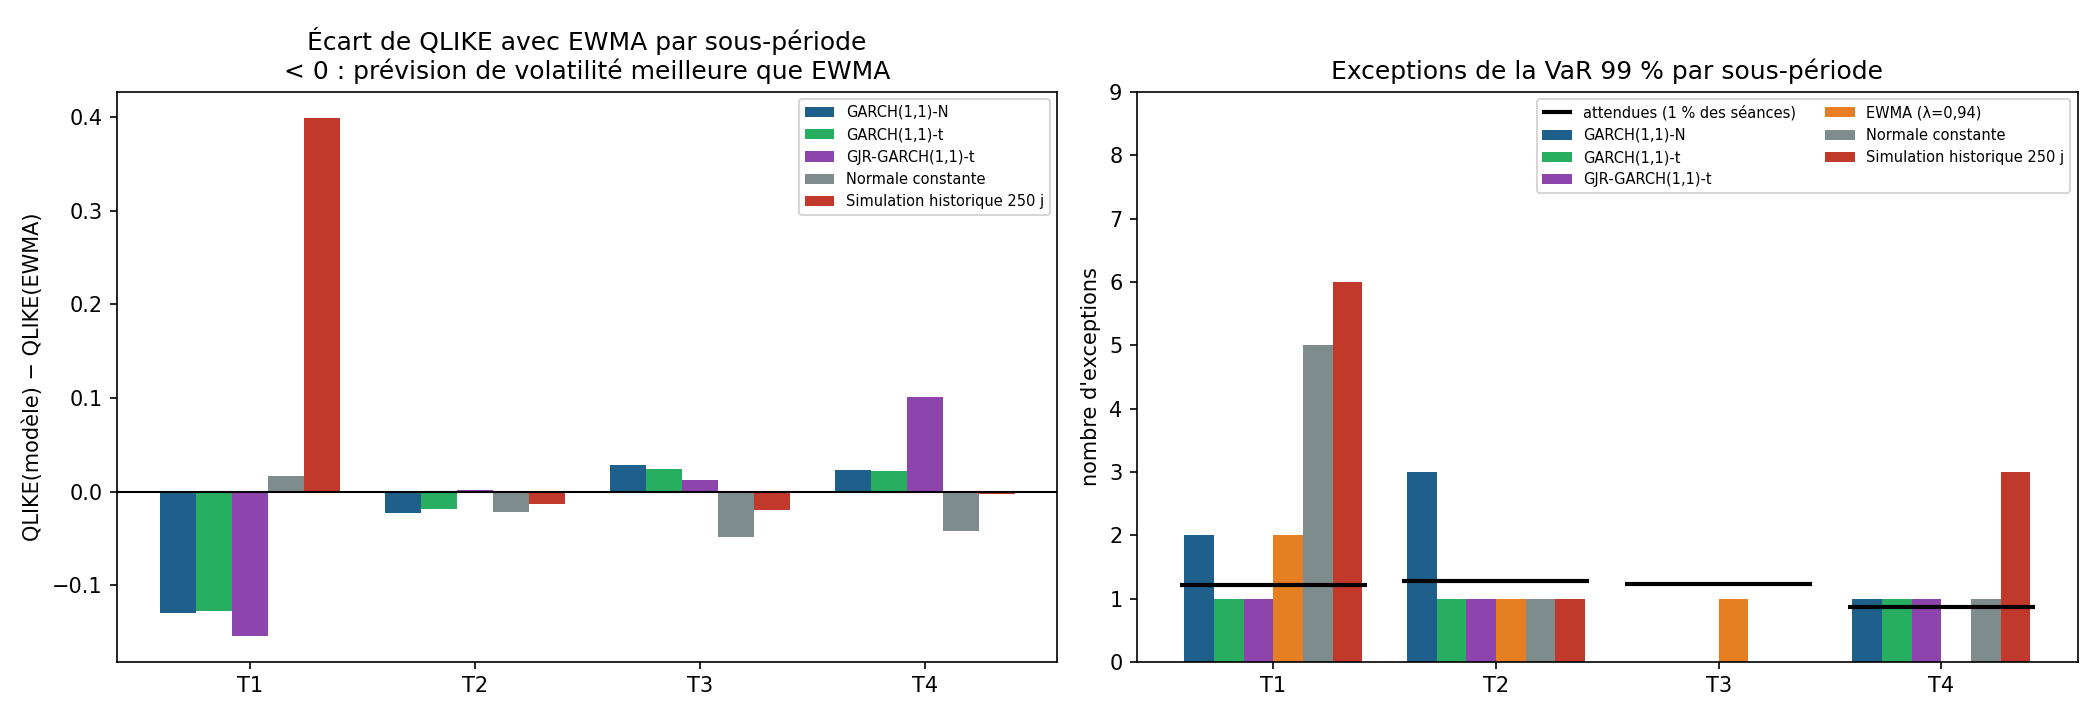 Écart de QLIKE avec EWMA par sous-période
< 0 : prévision de volatilité meilleure que EWMA
QLIKE(modèle) − QLIKE(EWMA)
0.4
0.3
0.2
0.1
0.0
−0.1
T1
T2
T3
T4
GARCH(1,1)-N
GARCH(1,1)-t
GJR-GARCH(1,1)-t
Normale constante
Simulation historique 250 j
Exceptions de la VaR 99 % par sous-période
nombre d'exceptions
9
8
7
6
5
4
3
2
1
0
T1
T2
T3
T4
attendues (1 % des séances)
GARCH(1,1)-N
GARCH(1,1)-t
GJR-GARCH(1,1)-t
EWMA (λ=0,94)
Normale constante
Simulation historique 250 j